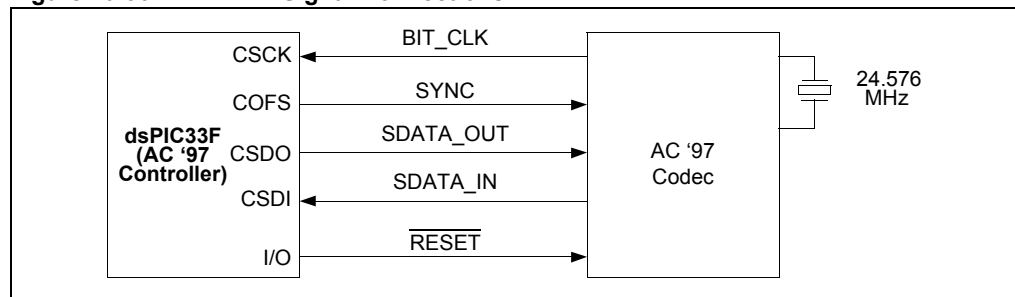 CSCK
COFS
dsPIC33F
(AC ‘97
Controller)
CSDO
CSDI
I/O
BIT_CLK
SYNC
SDATA_OUT
SDATA_IN
RESET
AC ‘97
Codec
24.576
MHz